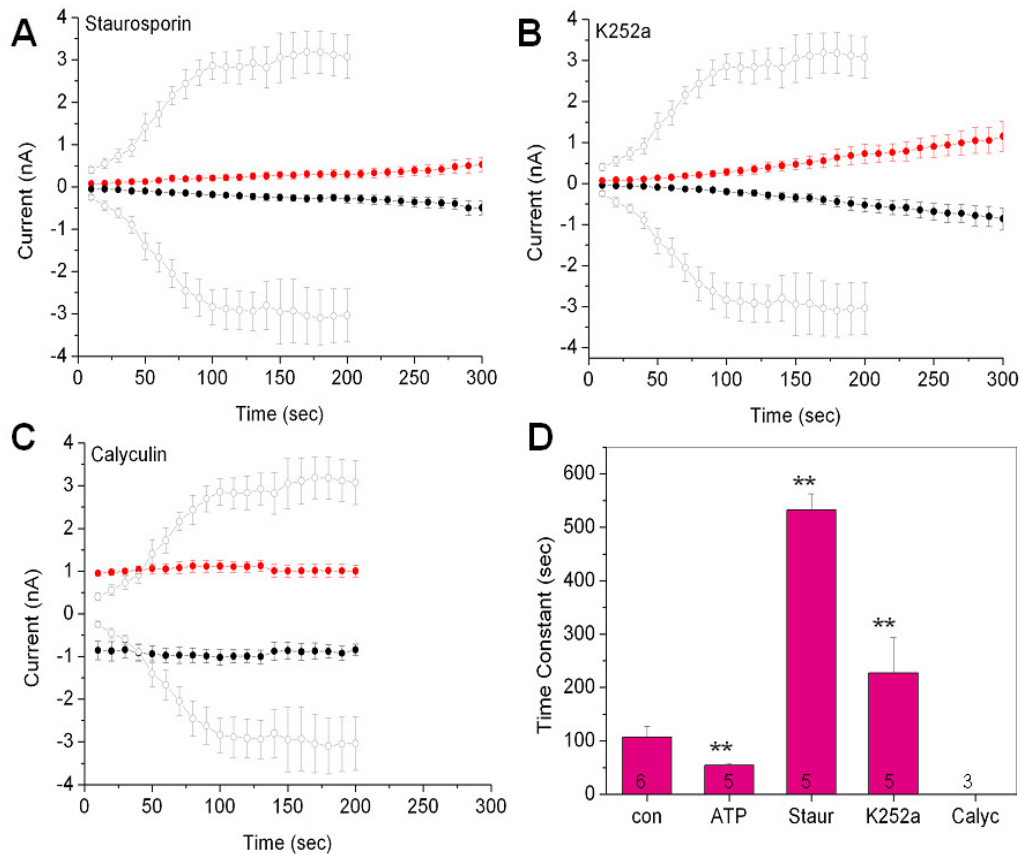 A
Staurosporin
4
3
2
1
0
-1
-2
-3
-4
Current (nA)
0 50 100 150 200 250 300
Time (sec)
B
K252a
4
3
2
1
0
-1
-2
-3
-4
Current (nA)
0 50 100 150 200 250 300
Time (sec)
C
Calyculin
4
3
2
1
0
-1
-2
-3
-4
Current (nA)
0 50 100 150 200 250 300
Time (sec)
D
600
500
400
300
200
100
0
Time Constant (sec)
**
**
**
6 5 5 5 3
con ATP Staur K252a Calyc